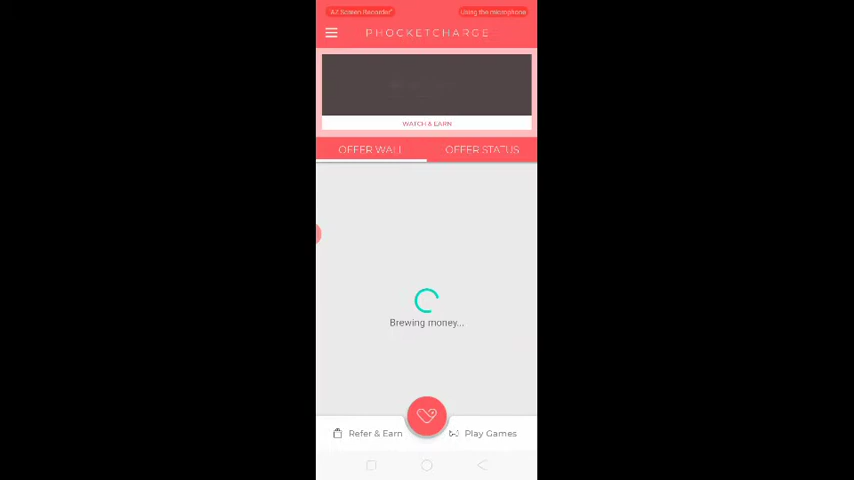 "AZ Screen Recorder" Using the microphone
PHOCKETCHARGE
WATCH & EARN
OFFER WALL OFFER STATUS
Brewing money...
Refer & Earn Play Games